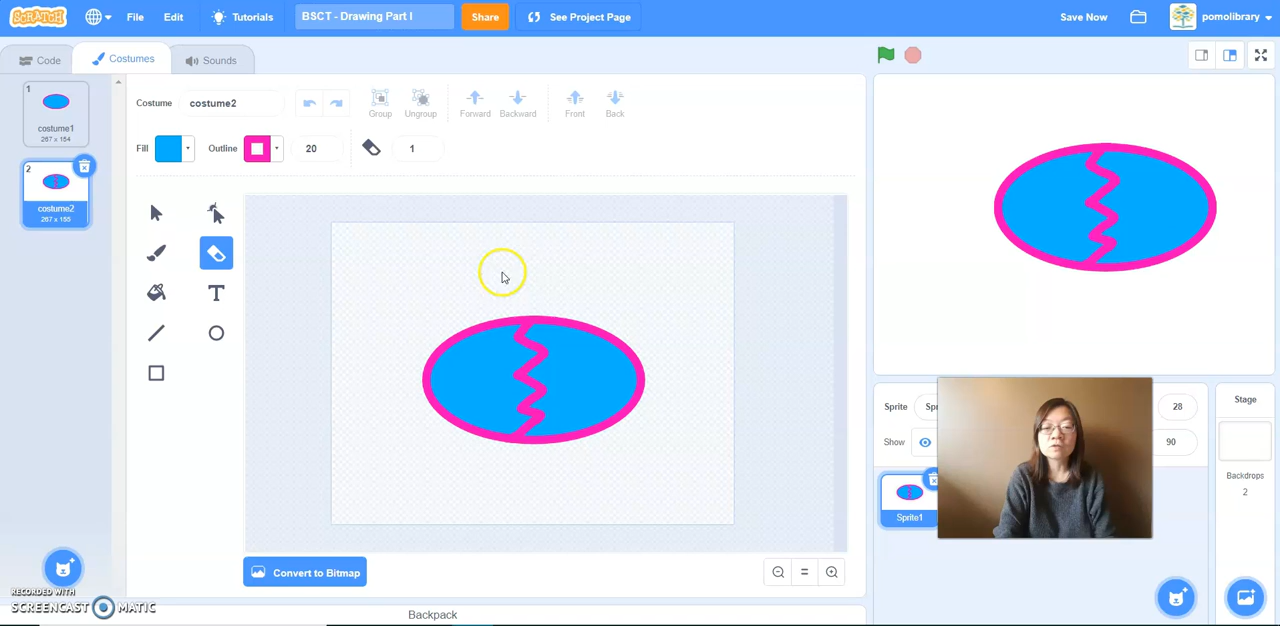 SCRATCH File Edit Tutorials BSCT - Drawing Part I Share See Project Page Save Now pomolibrary
Code Costumes Sounds
1
costume1
267 x 154
2
costume2
267 x 155
Costume costume2 Group Ungroup Forward Backward Front Back
Fill Outline 20 1
T
Convert to Bitmap
Backpack
Sprite Spr 28
Show 90
Sprite1
Stage
Backdrops
2
RECORDED WITH
SCREENCAST MATIC